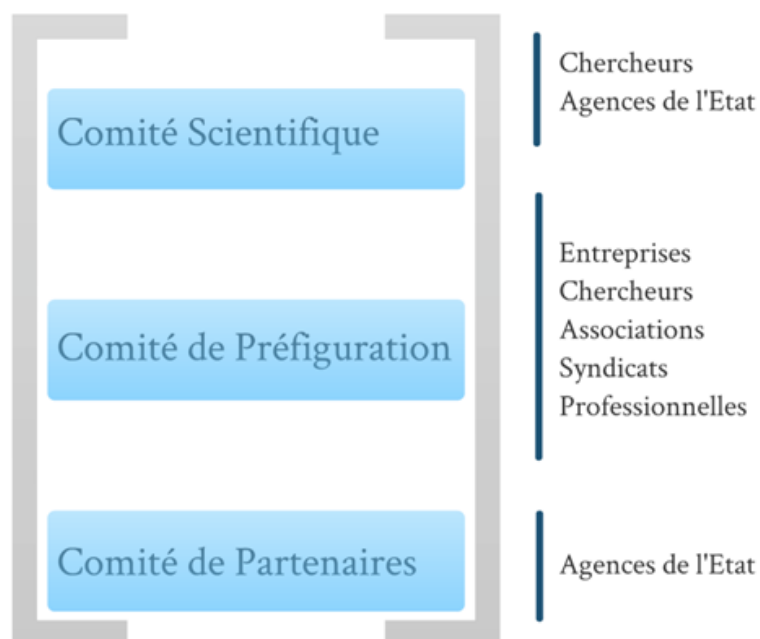 Comité Scientifique
Chercheurs
Agences de l'Etat
Comité de Préfiguration
Entreprises
Chercheurs
Associations
Syndicats
Professionnelles
Comité de Partenaires
Agences de l'Etat